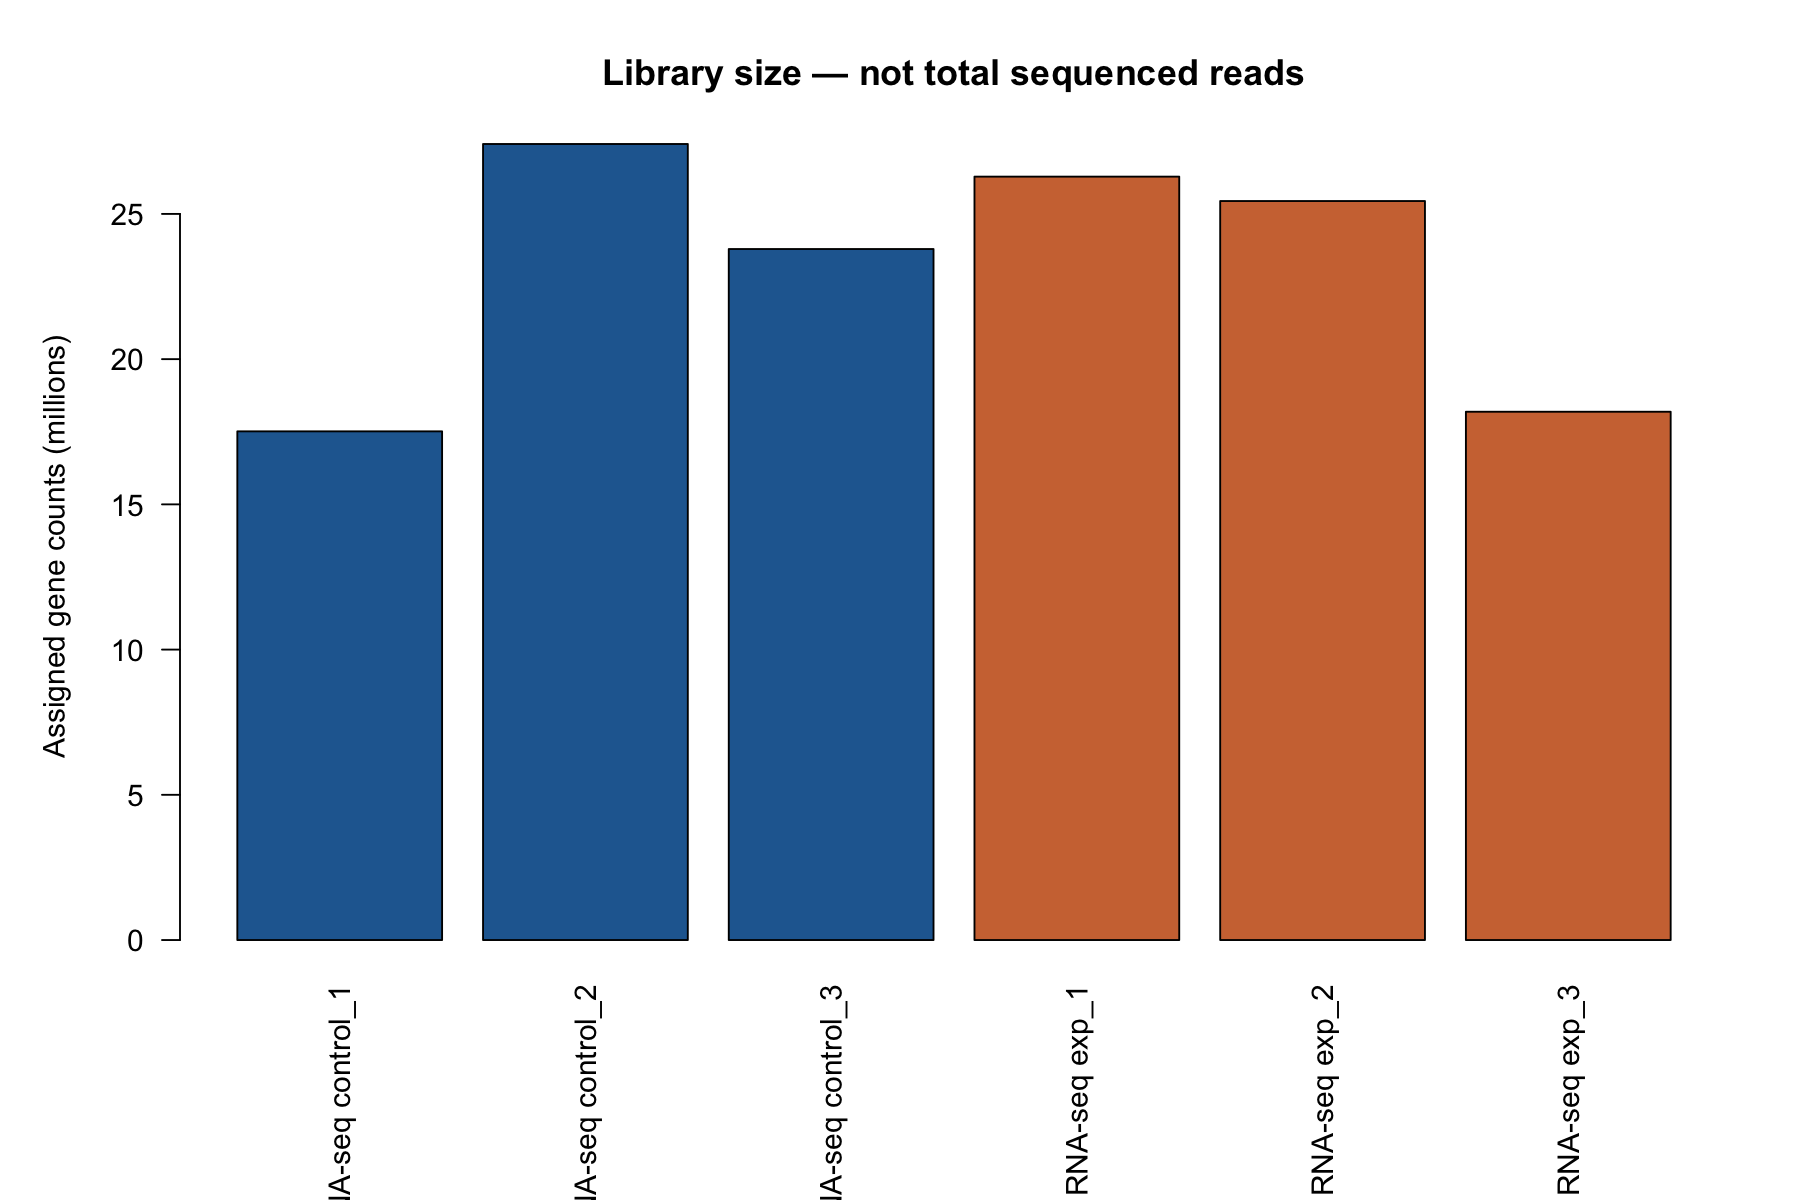 Library size — not total sequenced reads
Assigned gene counts (millions)
25
20
15
10
5
0
A-seq control_1
A-seq control_2
A-seq control_3
RNA-seq exp_1
RNA-seq exp_2
RNA-seq exp_3